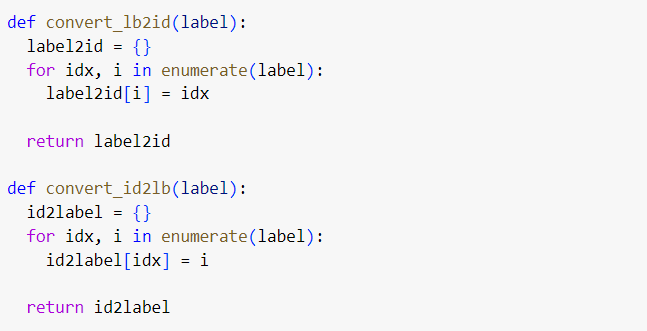 def convert_lb2id(label):
  label2id = {}
  for idx, i in enumerate(label):
    label2id[i] = idx

  return label2id

def convert_id2lb(label):
  id2label = {}
  for idx, i in enumerate(label):
    id2label[idx] = i

  return id2label